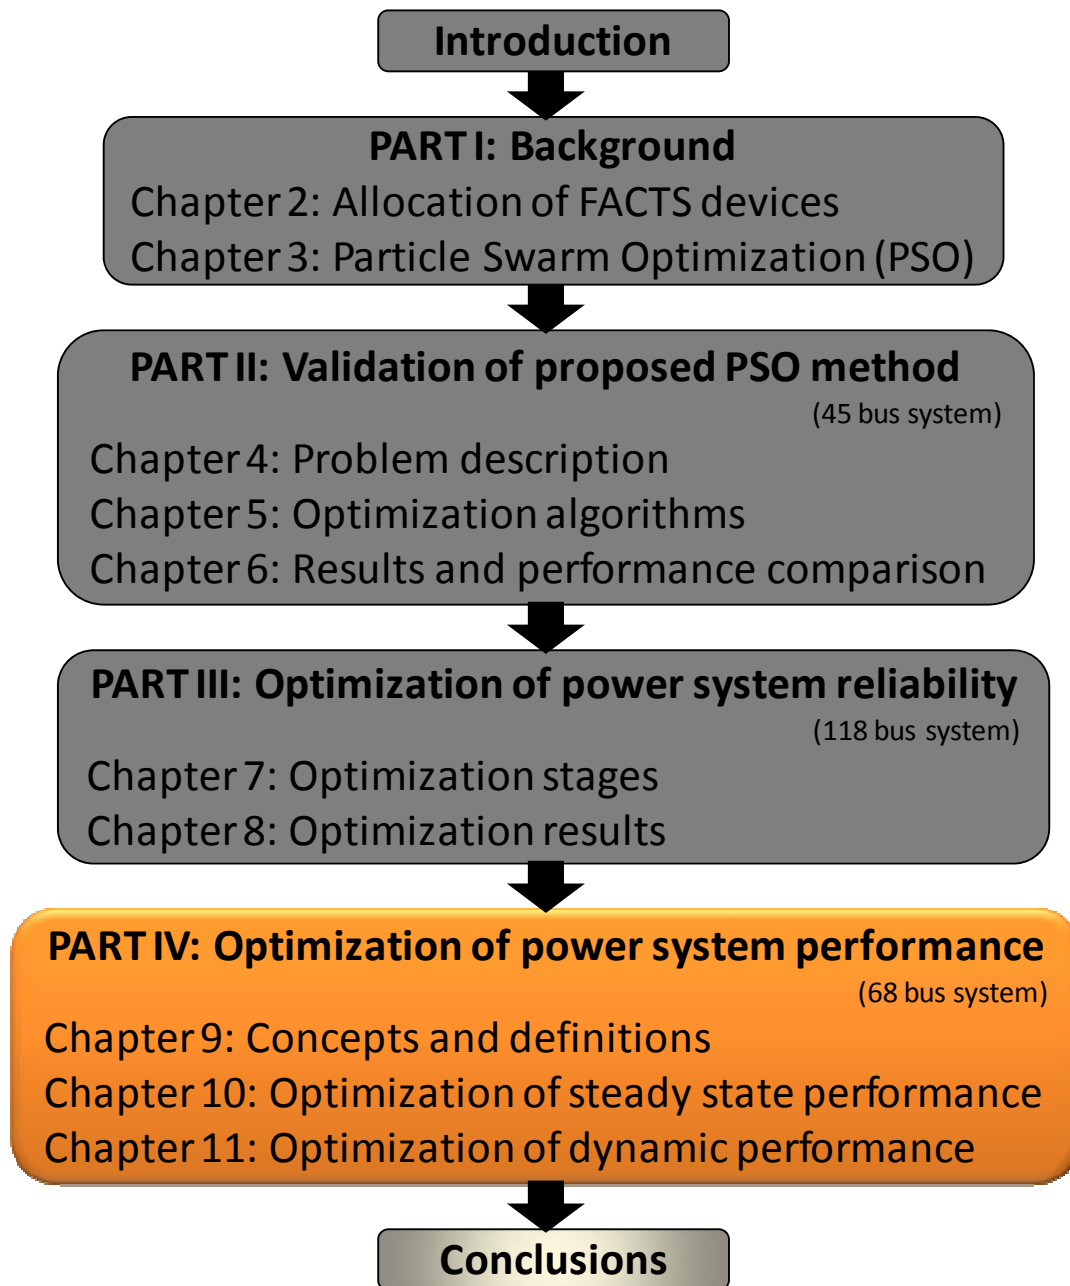 Introduction
PART I: Background
Chapter 2: Allocation of FACTS devices
Chapter 3: Particle Swarm Optimization (PSO)
PART II: Validation of proposed PSO method
(45 bus system)
Chapter 4: Problem description
Chapter 5: Optimization algorithms
Chapter 6: Results and performance comparison
PART III: Optimization of power system reliability
(118 bus system)
Chapter 7: Optimization stages
Chapter 8: Optimization results
PART IV: Optimization of power system performance
(68 bus system)
Chapter 9: Concepts and definitions
Chapter 10: Optimization of steady state performance
Chapter 11: Optimization of dynamic performance
Conclusions